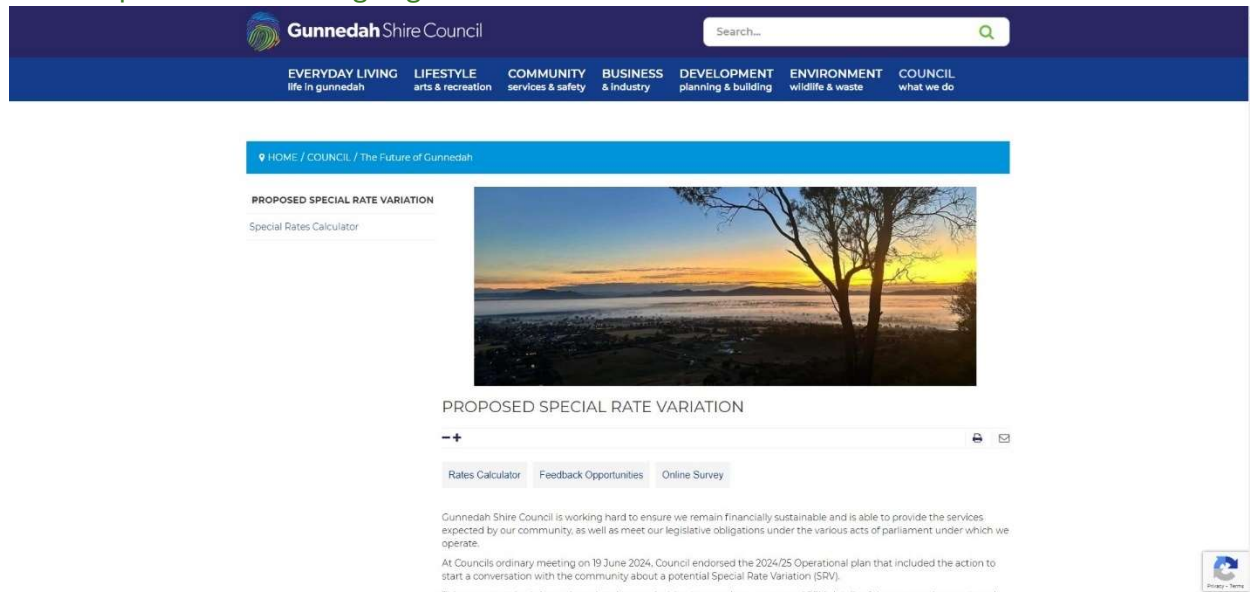 Gunnedah Shire Council
Search...
EVERYDAY LIVING LIFESTYLE COMMUNITY BUSINESS DEVELOPMENT ENVIRONMENT COUNCIL
life in gunnedah arts & recreation services & safety & industry planning & building wildlife & waste what we do
HOME / COUNCIL / The Future of Gunnedah
PROPOSED SPECIAL RATE VARIATION
Special Rates Calculator
PROPOSED SPECIAL RATE VARIATION
Rates Calculator Feedback Opportunities Online Survey
Gunnedah Shire Council is working hard to ensure we remain financially sustainable and is able to provide the services
expected by our community, as well as meet our legislative obligations under the various acts of parliament under which we
operate.
At Councils ordinary meeting on 19 June 2024, Council endorsed the 2024/25 Operational plan that included the action to
start a conversation with the community about a potential Special Rate Variation (SRV).
Privacy - Terms